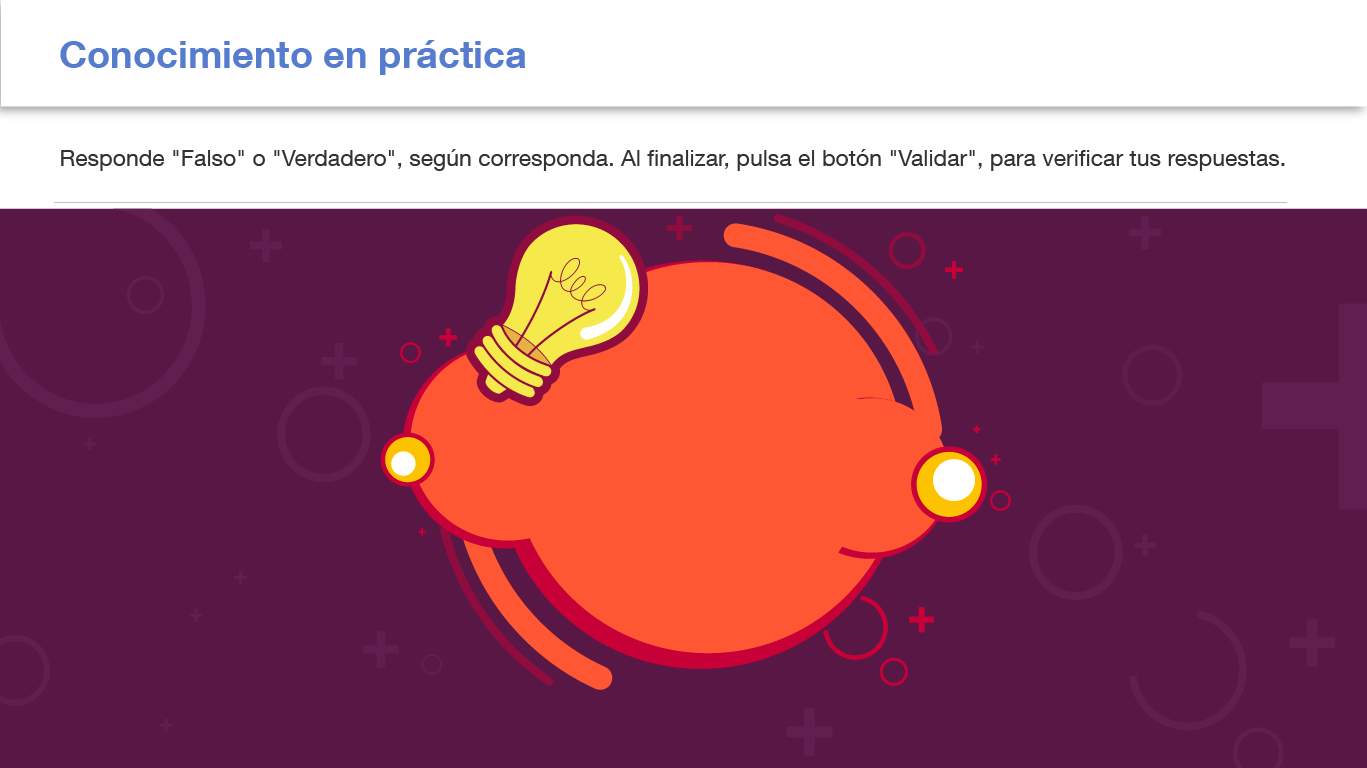 Conocimiento en práctica
Responde "Falso" o "Verdadero", según corresponda. Al finalizar, pulsa el botón "Validar", para verificar tus respuestas.